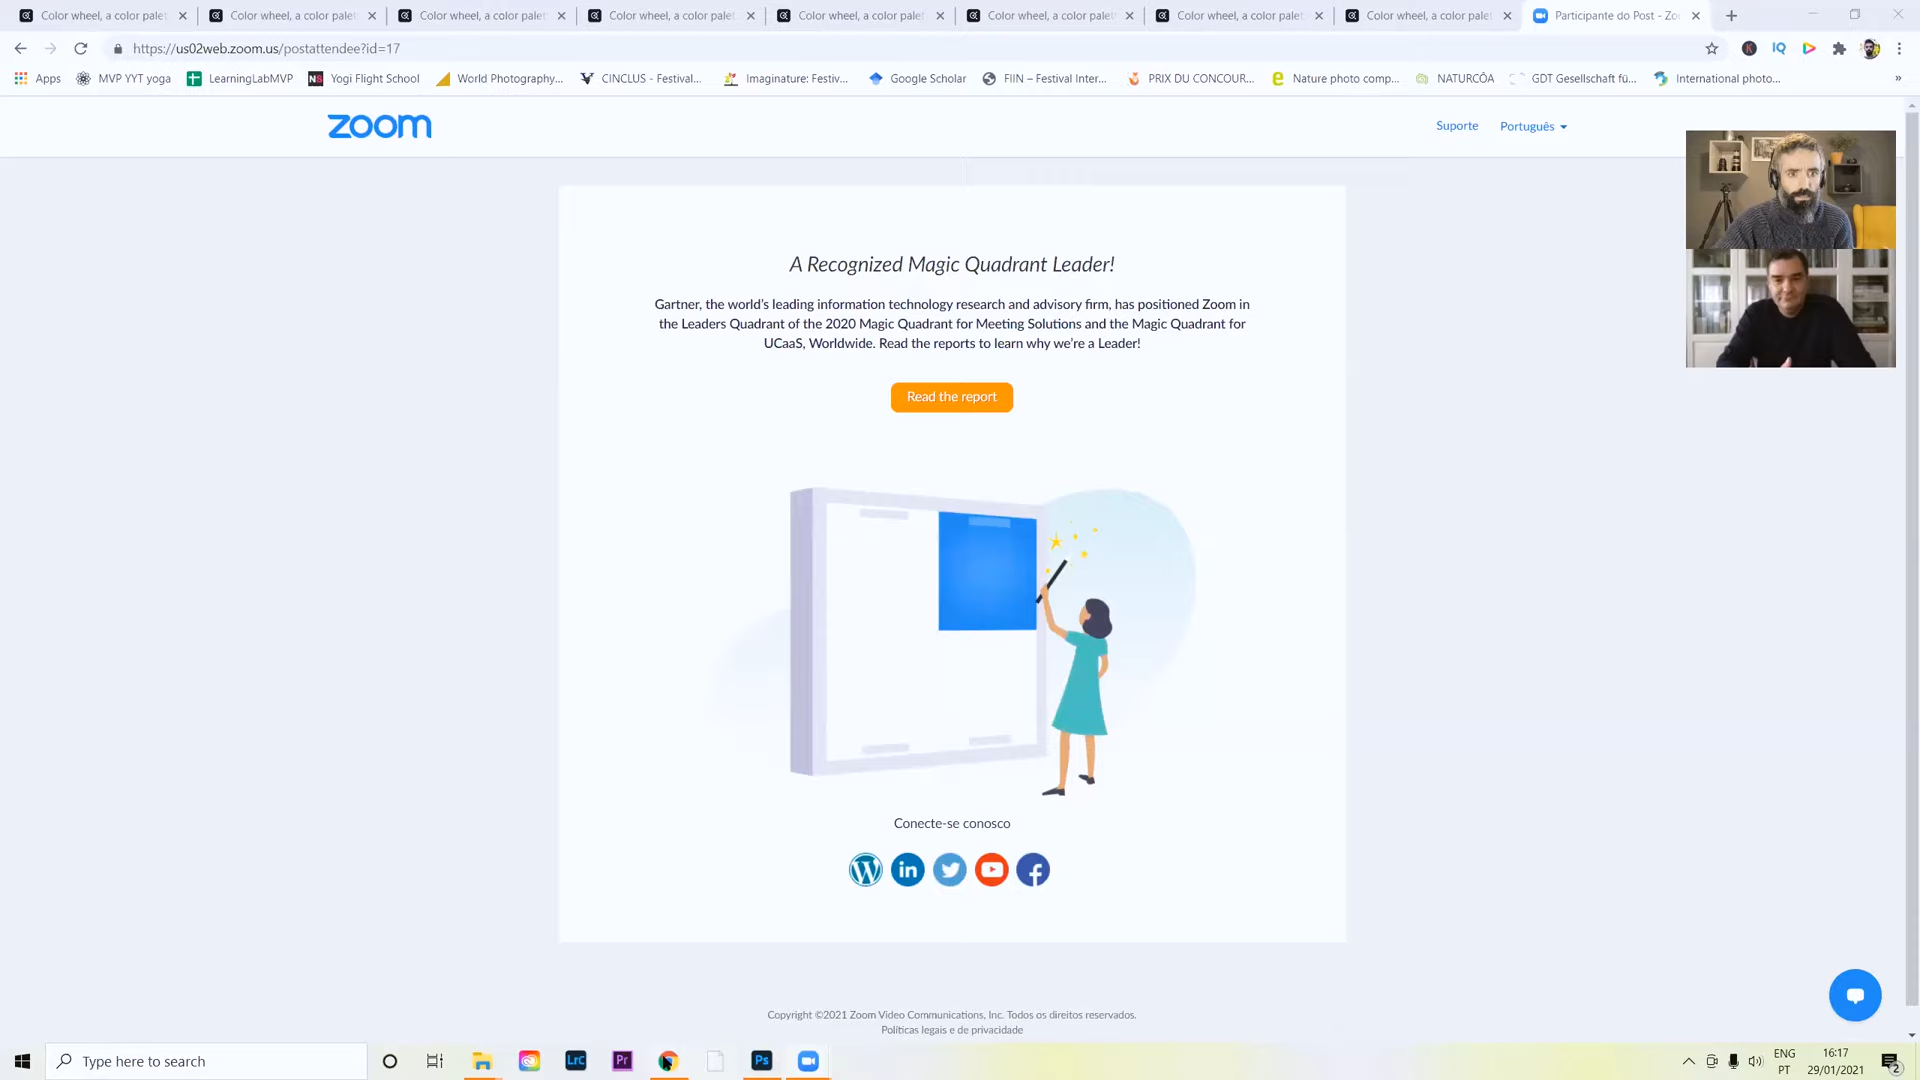 Color wheel, a color palet
Color wheel, a color palet
Color wheel, a color palet
Color wheel, a color palet
Color wheel, a color palet
Color wheel, a color palet
Color wheel, a color palet
Color wheel, a color palet
Participante do Post - Zo
https://us02web.zoom.us/postattendee?id=17
Apps
MVP YYT yoga
LearningLabMVP
Yogi Flight School
World Photography...
CINCLUS - Festival...
Imaginature: Festiv...
Google Scholar
FIIN – Festival Inter...
PRIX DU CONCOUR...
Nature photo comp...
NATURCÔA
GDT Gesellschaft fü...
International photo...
»
zoom
Suporte
Português
A Recognized Magic Quadrant Leader!
Gartner, the world's leading information technology research and advisory firm, has positioned Zoom in
the Leaders Quadrant of the 2020 Magic Quadrant for Meeting Solutions and the Magic Quadrant for
UCaaS, Worldwide. Read the reports to learn why we're a Leader!
Read the report
Conecte-se conosco
Copyright ©2021 Zoom Video Communications, Inc. Todos os direitos reservados.
Políticas legais e de privacidade
Type here to search
LrC
Pr
Ps
ENG
PT
16:17
29/01/2021
2